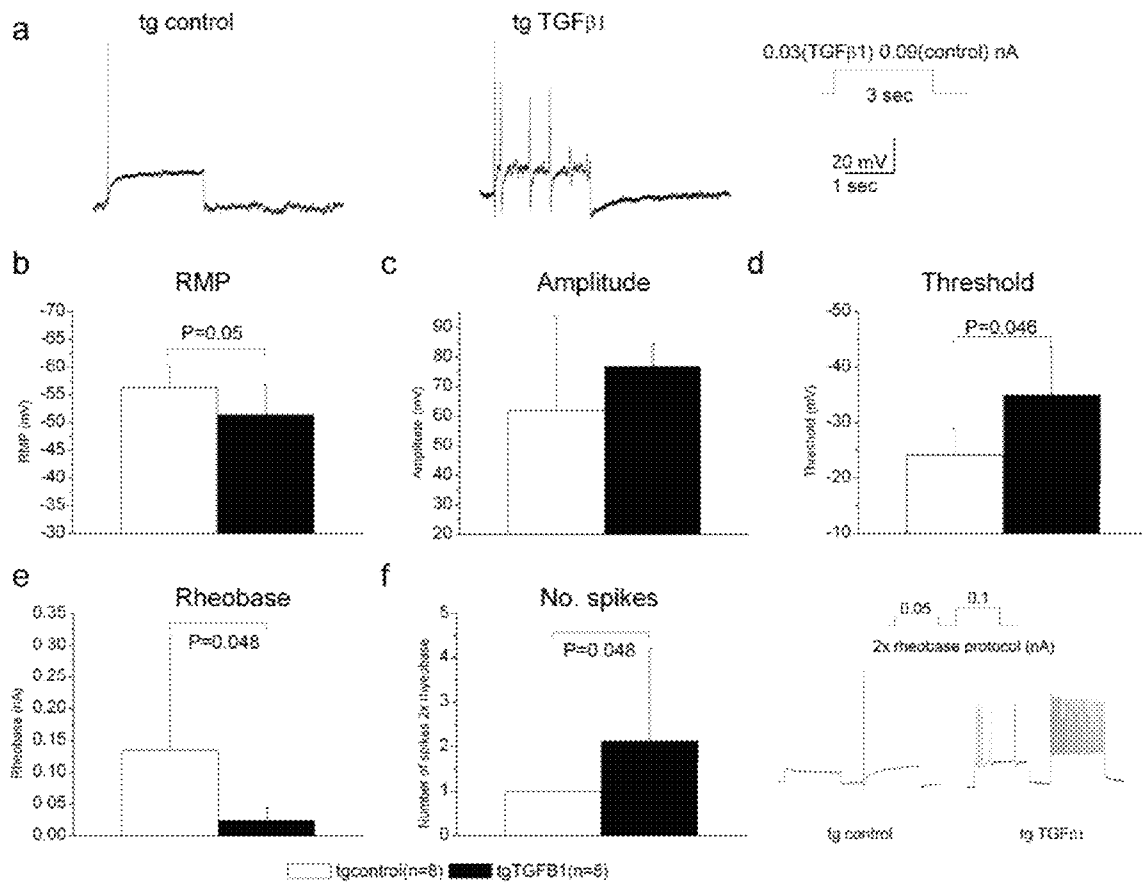 a
tg control
tg TGFβ1
0.03(TGFβ1) 0.09(control) nA
3 sec
20 mV
1 sec
b
RMP
-70
-65
-60
-55
-50
-45
-40
-35
-30
RMP (mV)
P=0.05
c
Amplitude
90
80
70
60
50
40
30
20
Amplitude (mV)
d
Threshold
-50
-40
-30
-20
-10
Threshold (mV)
P=0.046
e
Rheobase
0.35
0.30
0.25
0.20
0.15
0.10
0.05
0.00
Rheobase (nA)
P=0.048
f
No. spikes
5
4
3
2
1
0
Number of spikes 2x rhyeobase
P=0.048
0.05
0.1
2x rheobase protocol (nA)
tg control
tg TGFβ1
tgcontrol(n=8)
tgTGFB1(n=8)